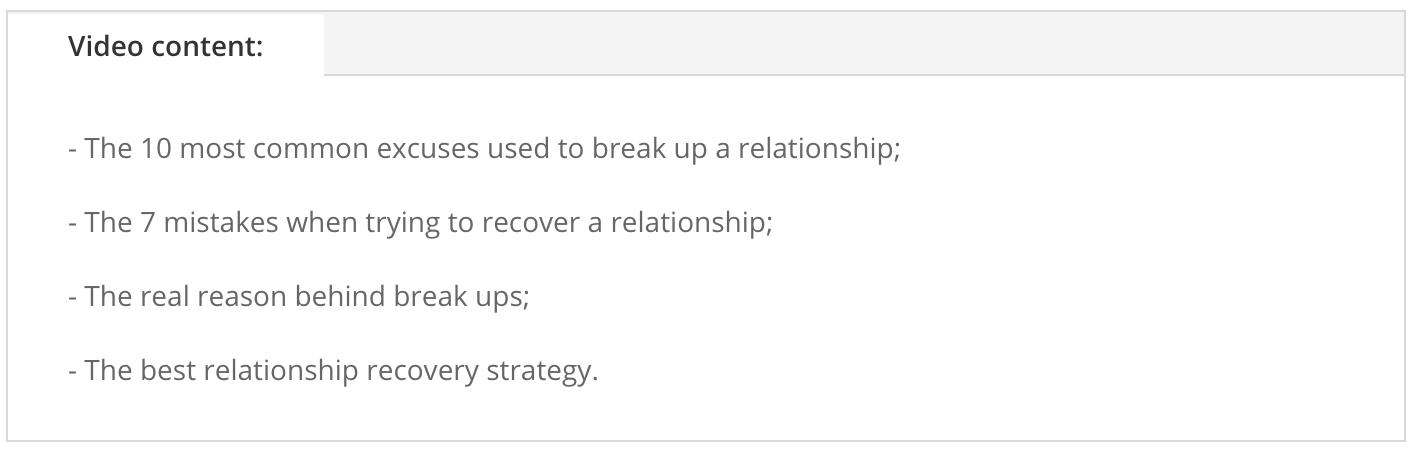 Video content:
- The 10 most common excuses used to break up a relationship;
- The 7 mistakes when trying to recover a relationship;
- The real reason behind break ups;
- The best relationship recovery strategy.